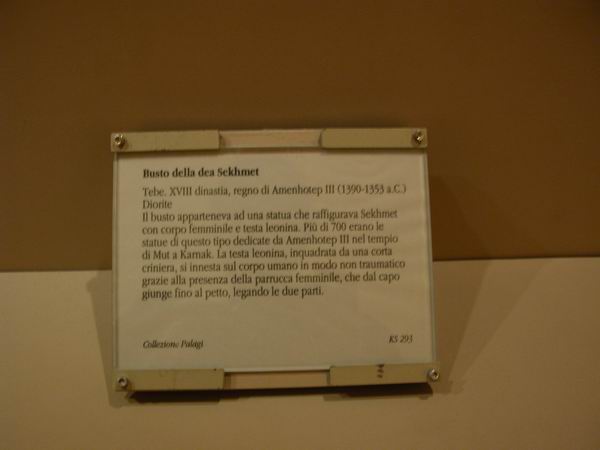 Busto della dea Sekhmet
Tebe. XVIII dinastia, regno di Amenhotep III (1390-1353 a.C.)
Diorite
Il busto apparteneva ad una statua che raffigurava Sekhmet
con corpo femminile e testa leonina. Più di 700 erano le
statue di questo tipo dedicate da Amenhotep III nel tempio
di Mut a Karnak. La testa leonina, inquadrata da una corta
criniera, si innesta sul corpo umano in modo non traumatico
grazie alla presenza della parrucca femminile, che dal capo
giunge fino al petto, legando le due parti.
Collezione Palagi
KS 293